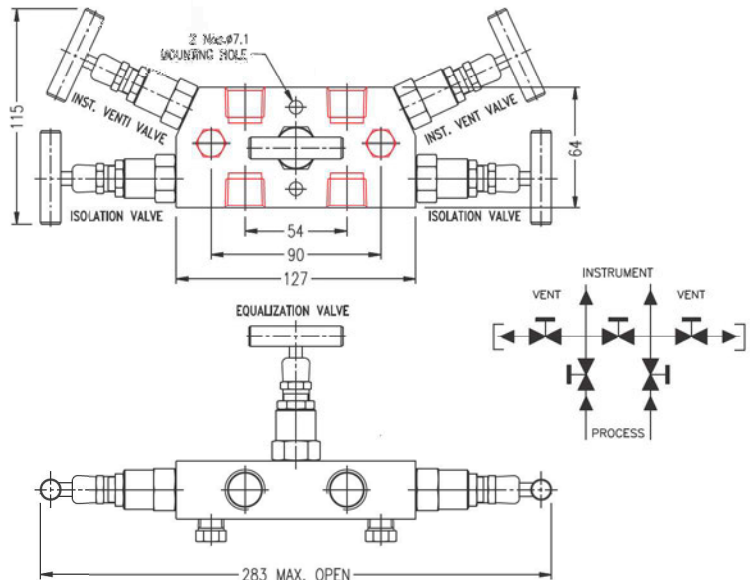 2 Nos.ø7.1
MOUNTING HOLE
115
INST. VENTI VALVE
INST. VENT VALVE
64
ISOLATION VALVE
ISOLATION VALVE
54
90
127
EQUALIZATION VALVE
INSTRUMENT
VENT
VENT
PROCESS
283 MAX. OPEN